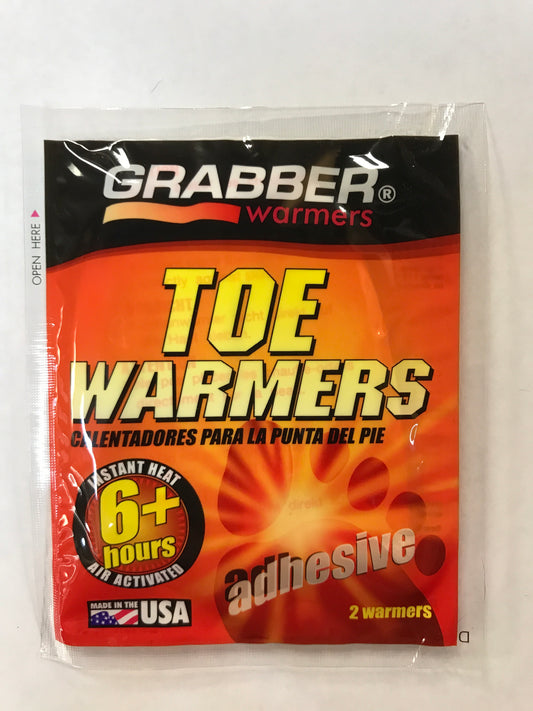 GRABBER®
warmers
OPEN HERE
TOE
WARMERS
CALENTADORES PARA LA PUNTA DEL PIE
INSTANT HEAT
6+
hours
AIR ACTIVATED
adhesive
MADE IN THE
USA
2 warmers
D